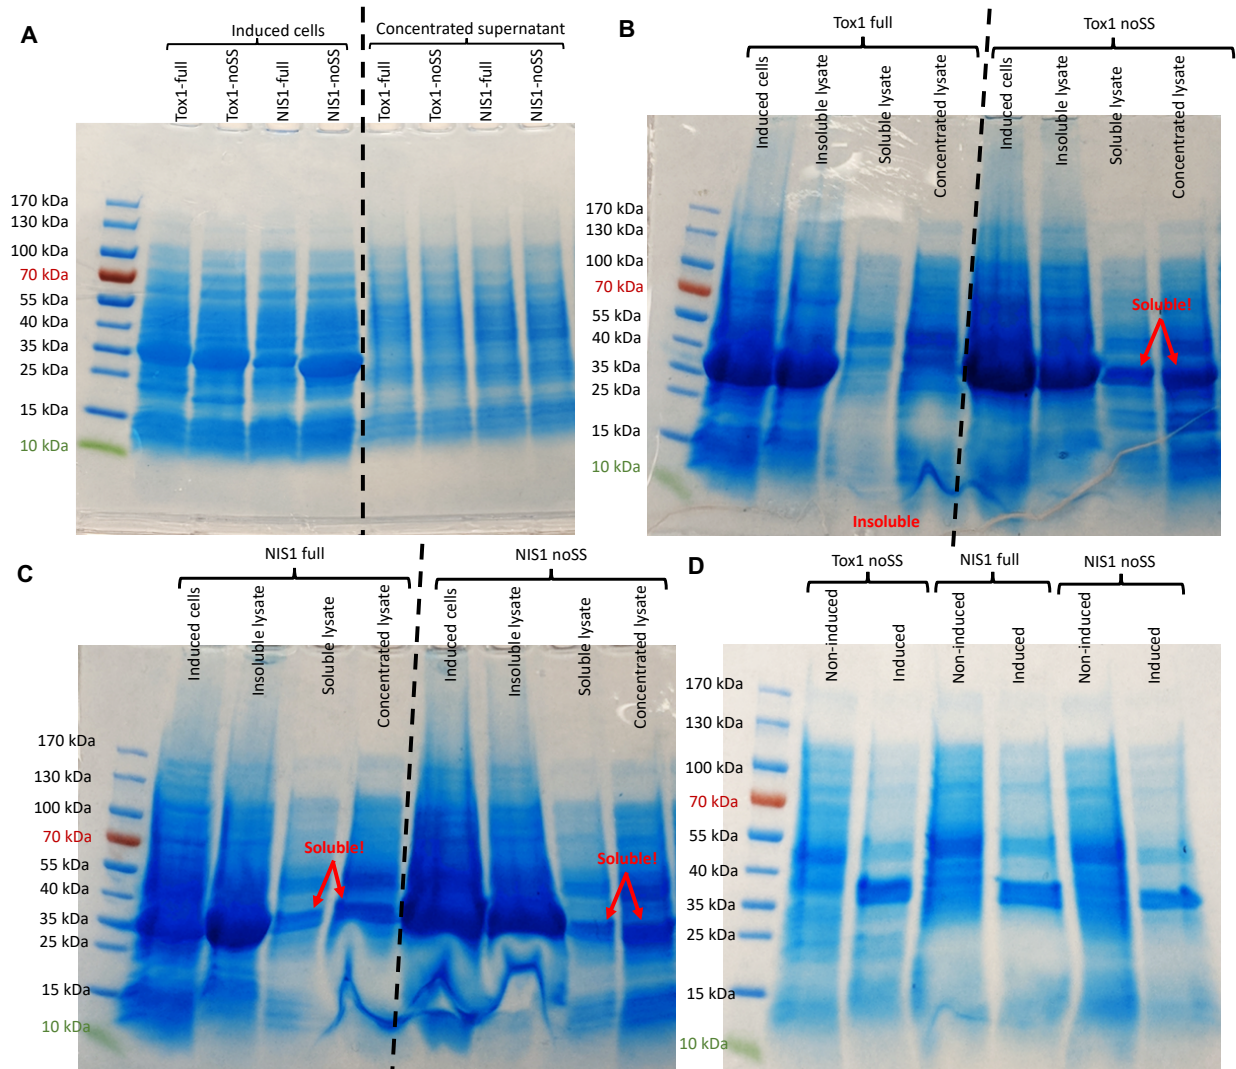 A
Induced cells
Concentrated supernatant
Tox1-full
Tox1-noSS
NIS1-full
NIS1-noSS
Tox1-full
Tox1-noSS
NIS1-full
NIS1-noSS
170 kDa
130 kDa
100 kDa
70 kDa
55 kDa
40 kDa
35 kDa
25 kDa
15 kDa
10 kDa
B
Tox1 full
Tox1 noSS
Induced cells
Insoluble lysate
Soluble lysate
Concentrated lysate
Induced cells
Insoluble lysate
Soluble lysate
Concentrated lysate
170 kDa
130 kDa
100 kDa
70 kDa
55 kDa
40 kDa
35 kDa
25 kDa
15 kDa
10 kDa
Soluble!
Insoluble
C
NIS1 full
NIS1 noSS
Induced cells
Insoluble lysate
Soluble lysate
Concentrated lysate
Induced cells
Insoluble lysate
Soluble lysate
Concentrated lysate
170 kDa
130 kDa
100 kDa
70 kDa
55 kDa
40 kDa
35 kDa
25 kDa
15 kDa
10 kDa
Soluble!
Soluble!
D
Tox1 noSS
NIS1 full
NIS1 noSS
Non-induced
Induced
Non-induced
Induced
Non-induced
Induced
170 kDa
130 kDa
100 kDa
70 kDa
55 kDa
40 kDa
35 kDa
25 kDa
15 kDa
10 kDa